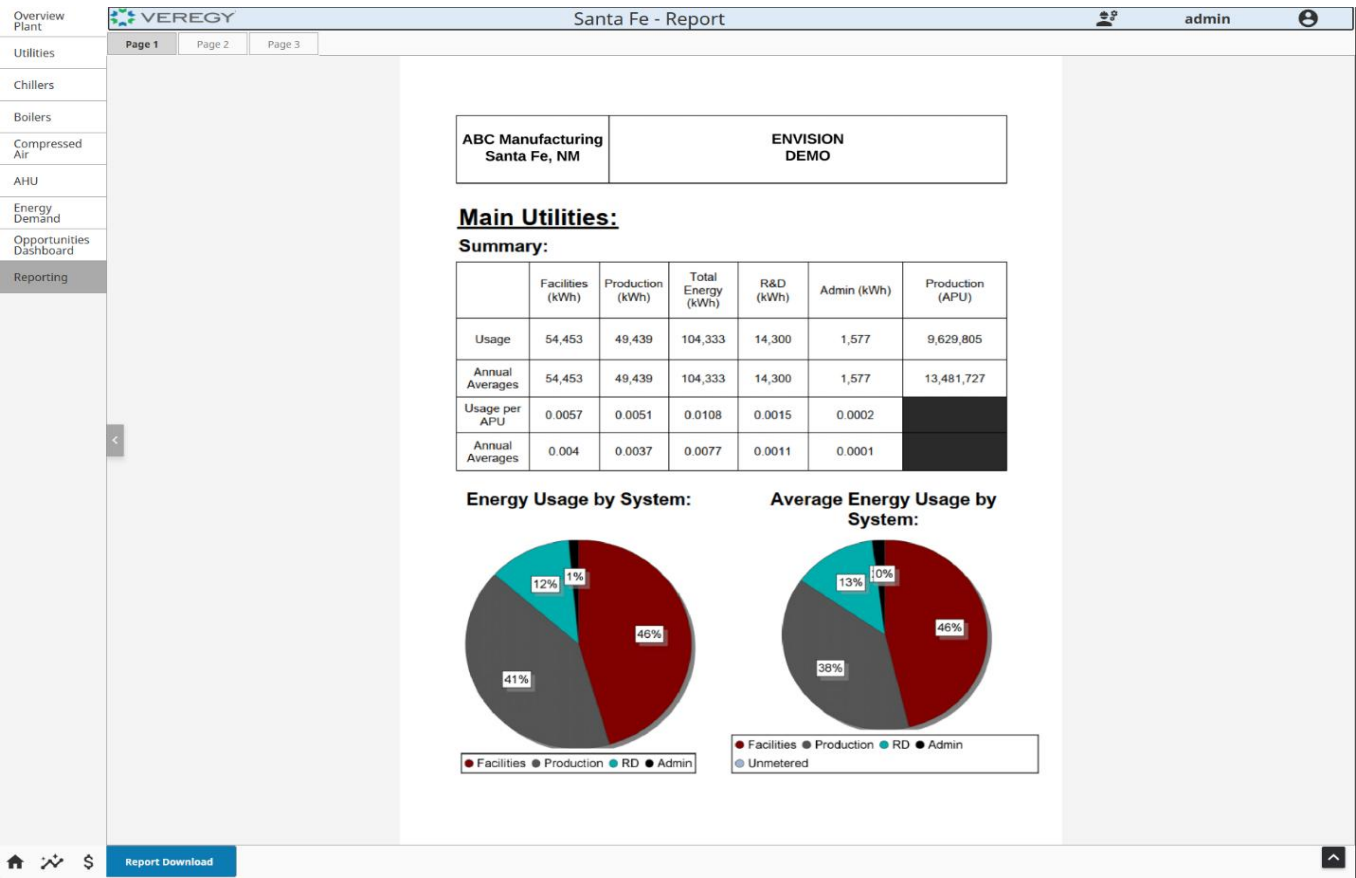 Overview
Plant
Utilities
Chillers
Boilers
Compressed
Air
AHU
Energy
Demand
Opportunities
Dashboard
Reporting
VEREGY
Santa Fe - Report
admin
Page 1 Page 2 Page 3
ABC Manufacturing
Santa Fe, NM
ENVISION
DEMO
Main Utilities:
Summary:
Facilities (kWh) Production (kWh) Total Energy (kWh) R&D (kWh) Admin (kWh) Production (APU)
Usage 54,453 49,439 104,333 14,300 1,577 9,629,805
Annual Averages 54,453 49,439 104,333 14,300 1,577 13,481,727
Usage per APU 0.0057 0.0051 0.0108 0.0015 0.0002
Annual Averages 0.004 0.0037 0.0077 0.0011 0.0001
Energy Usage by System:
12% 1%
46%
41%
Facilities Production RD Admin
Average Energy Usage by
System:
13% 0%
46%
38%
Facilities Production RD Admin
Unmetered
$
Report Download